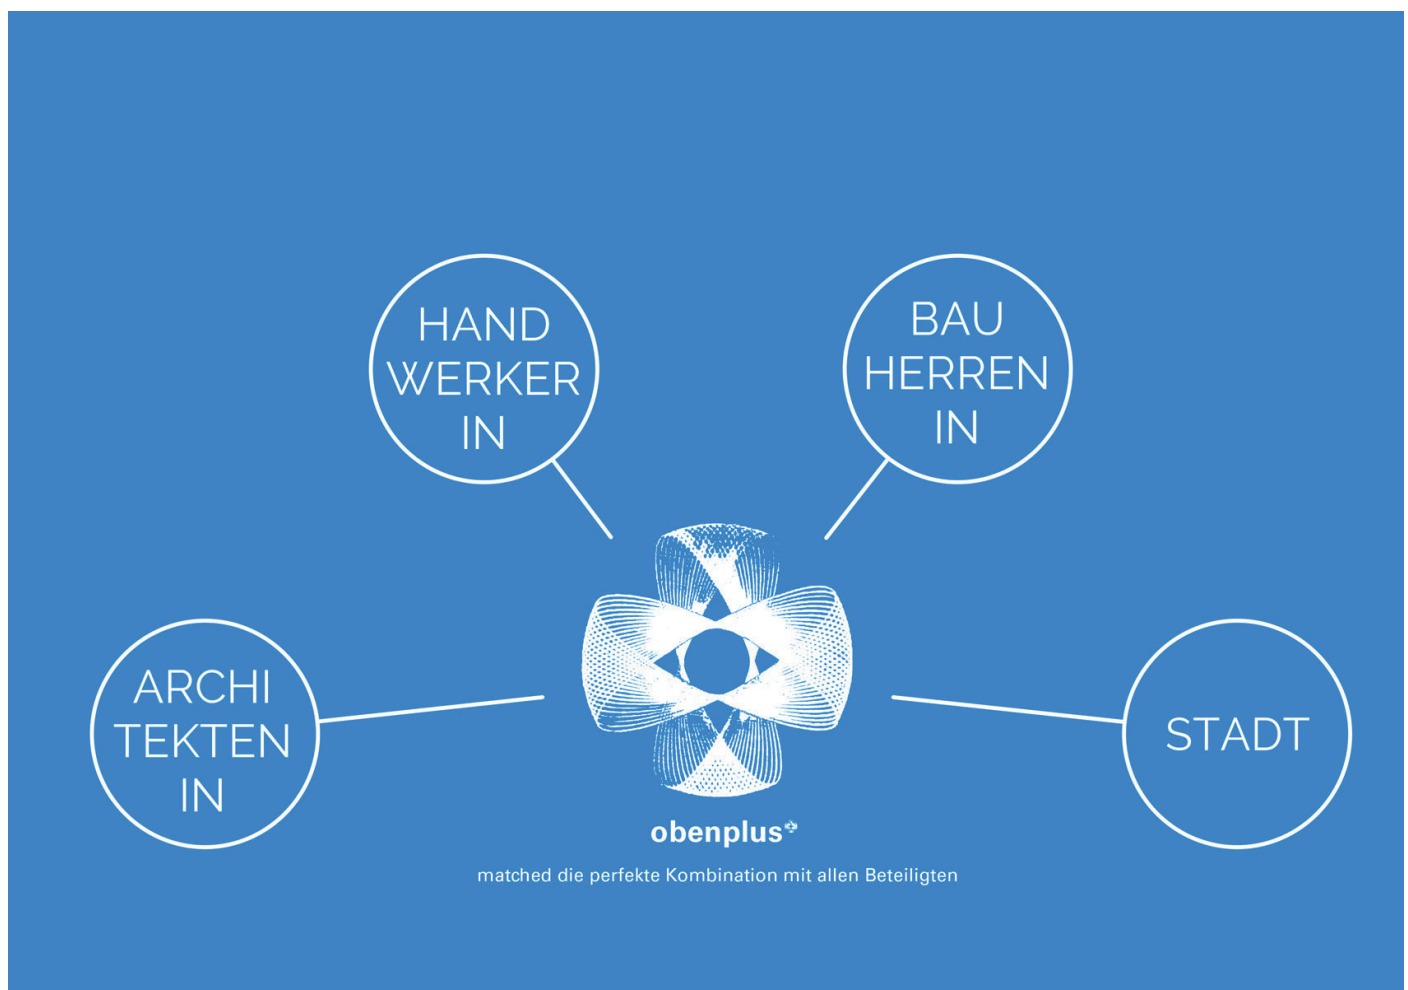 HAND
WERKER
IN
BAU
HERREN
IN
ARCHI
TEKTEN
IN
STADT
obenplus
matched die perfekte Kombination mit allen Beteiligten